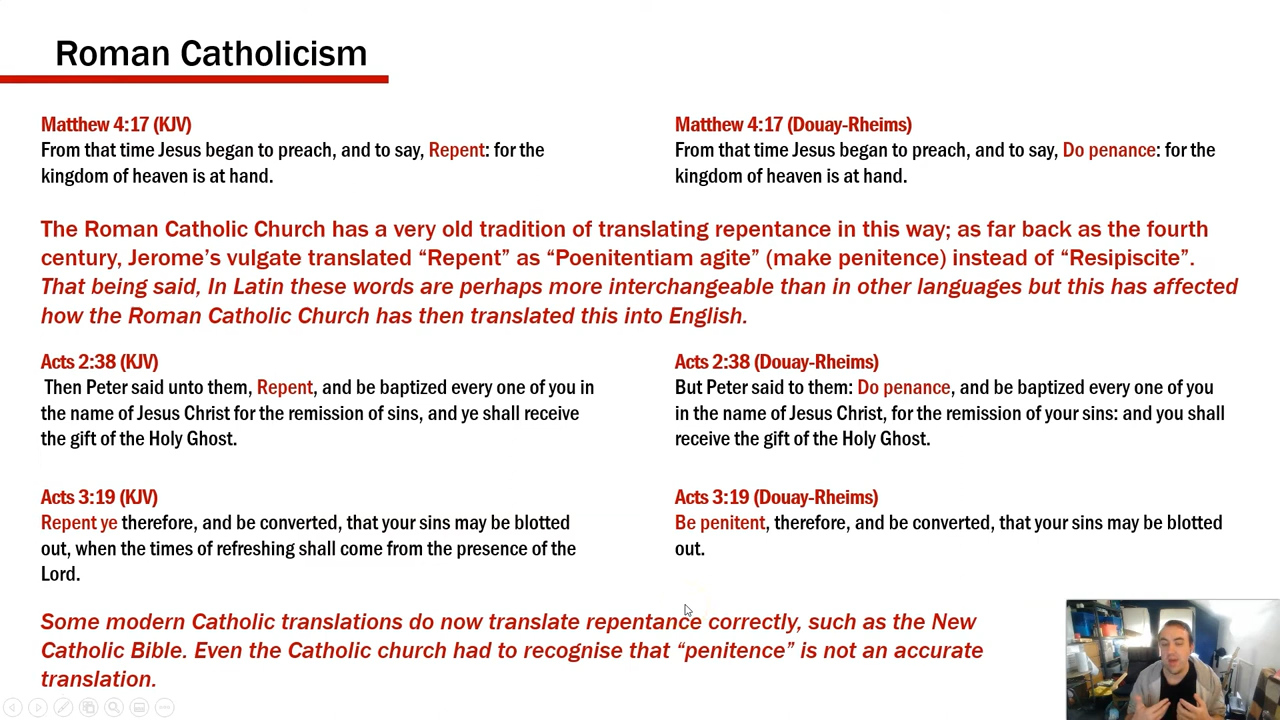 Roman Catholicism
Matthew 4:17 (KJV)
From that time Jesus began to preach, and to say, Repent: for the
kingdom of heaven is at hand.
Matthew 4:17 (Douay-Rheims)
From that time Jesus began to preach, and to say, Do penance: for the
kingdom of heaven is at hand.
The Roman Catholic Church has a very old tradition of translating repentance in this way; as far back as the fourth
century, Jerome’s vulgate translated “Repent” as “Poenitentiam agite” (make penitence) instead of “Resipiscite”.
That being said, In Latin these words are perhaps more interchangeable than in other languages but this has affected
how the Roman Catholic Church has then translated this into English.
Acts 2:38 (KJV)
Then Peter said unto them, Repent, and be baptized every one of you in
the name of Jesus Christ for the remission of sins, and ye shall receive
the gift of the Holy Ghost.
Acts 2:38 (Douay-Rheims)
But Peter said to them: Do penance, and be baptized every one of you
in the name of Jesus Christ, for the remission of your sins: and you shall
receive the gift of the Holy Ghost.
Acts 3:19 (KJV)
Repent ye therefore, and be converted, that your sins may be blotted
out, when the times of refreshing shall come from the presence of the
Lord.
Acts 3:19 (Douay-Rheims)
Be penitent, therefore, and be converted, that your sins may be blotted
out.
Some modern Catholic translations do now translate repentance correctly, such as the New
Catholic Bible. Even the Catholic church had to recognise that “penitence” is not an accurate
translation.